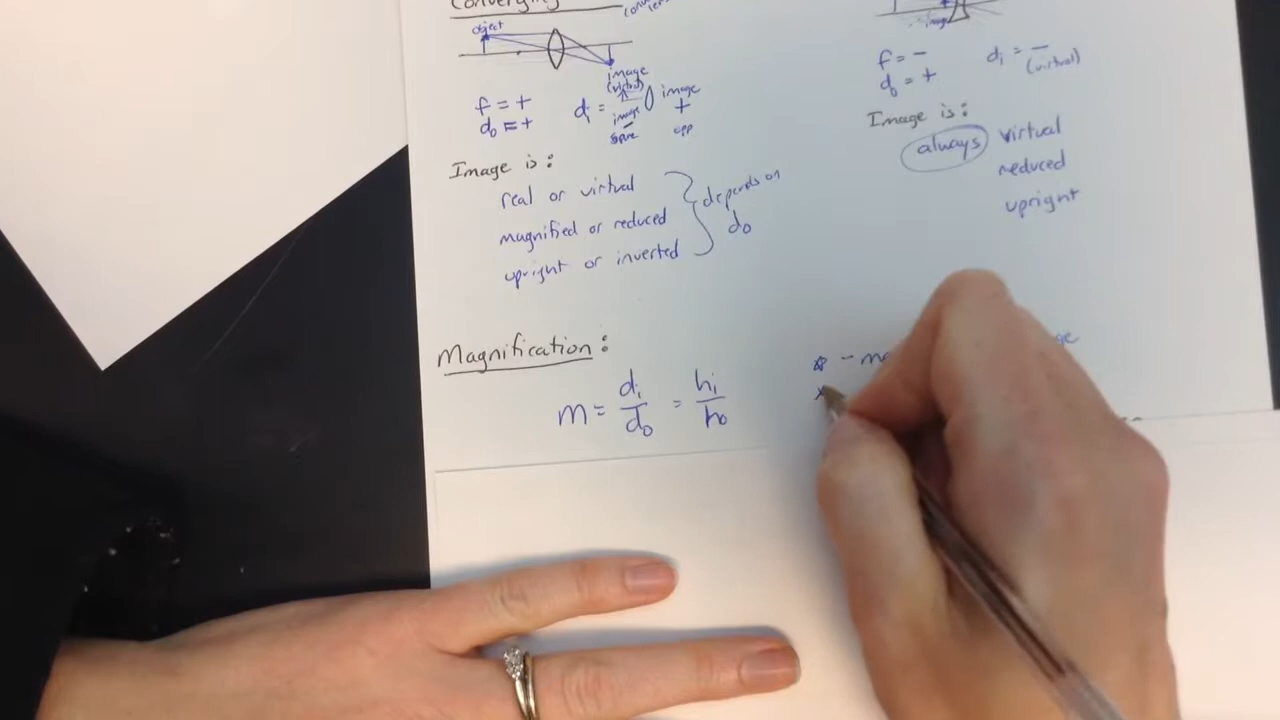 Converging
object
image
(virtual)
f = +
do = +
di =
image
same
image
+
opp
Image is:
real or virtual
magnified or reduced
upright or inverted
depends on
do
image
f = -
do = +
di = -
(virtual)
Image is:
always
virtual
reduced
upright
Magnification:
m = di/do = hi/ho